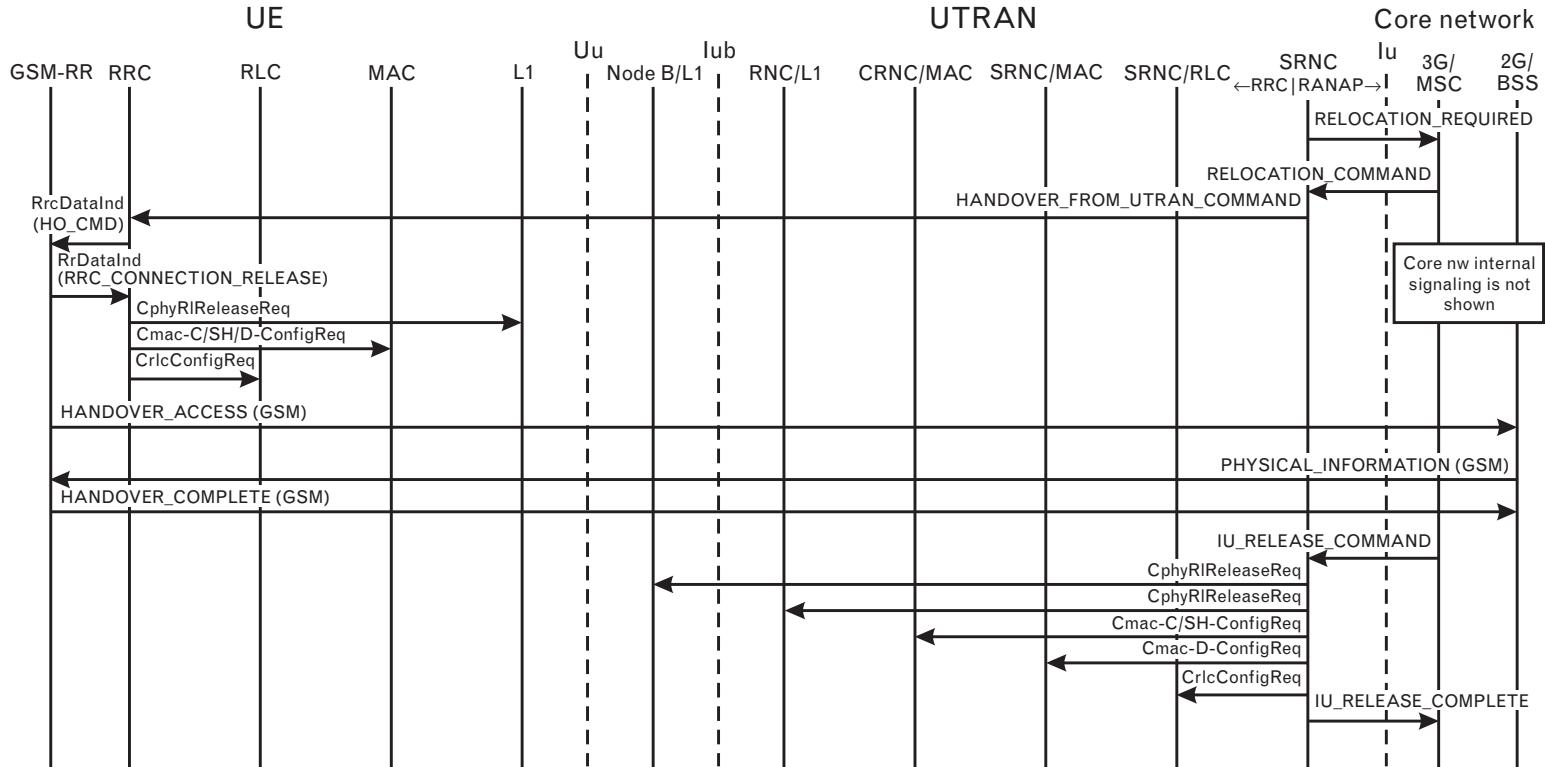 UE
UTRAN
Core network
Uu
Iub
Iu
GSM-RR
RRC
RLC
MAC
L1
Node B/L1
RNC/L1
CRNC/MAC
SRNC/MAC
SRNC/RLC
SRNC
←RRC|RANAP→
3G/
MSC
2G/
BSS
RELOCATION_REQUIRED
RELOCATION_COMMAND
HANDOVER_FROM_UTRAN_COMMAND
RrcDataInd
(HO_CMD)
RrDataInd
(RRC_CONNECTION_RELEASE)
Core nw internal
signaling is not
shown
CphyRlReleaseReq
Cmac-C/SH/D-ConfigReq
CrlcConfigReq
HANDOVER_ACCESS (GSM)
PHYSICAL_INFORMATION (GSM)
HANDOVER_COMPLETE (GSM)
IU_RELEASE_COMMAND
CphyRlReleaseReq
CphyRlReleaseReq
Cmac-C/SH-ConfigReq
Cmac-D-ConfigReq
CrlcConfigReq
IU_RELEASE_COMPLETE